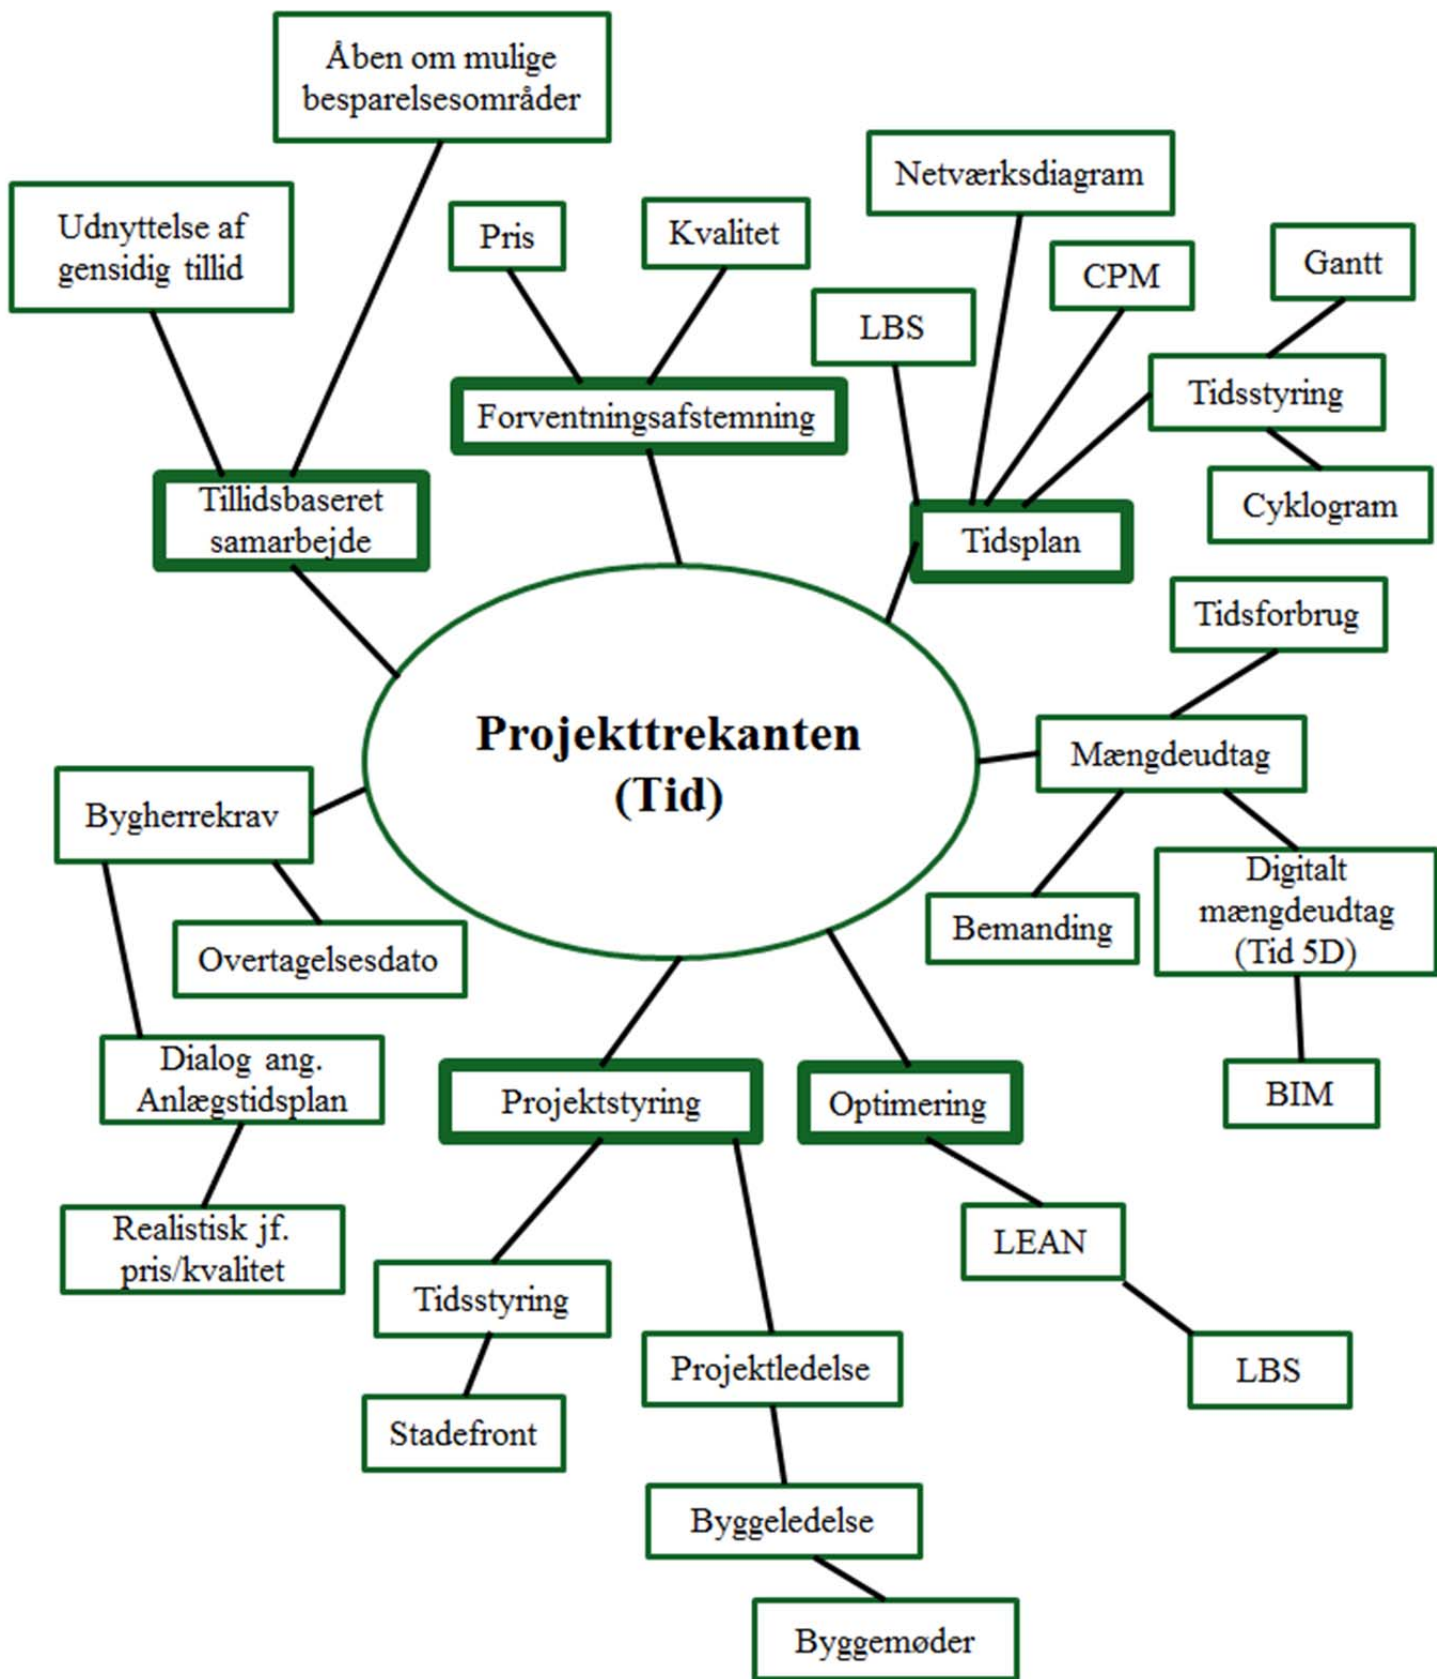 Åben om mulige
besparelsesområder
Netværksdiagram
Udnyttelse af
gensidig tillid
Pris
Kvalitet
CPM
Gantt
LBS
Tidsstyring
Forventningsafstemning
Cyklogram
Tillidsbaseret
samarbejde
Tidsplan
Tidsforbrug
Projekttrekanten
(Tid)
Mængdeudtag
Bygherrekrav
Digitalt
mængdeudtag
(Tid 5D)
Bemanding
Overtagelsesdato
Dialog ang.
Anlægstidsplan
Projektstyring
Optimering
BIM
Realistisk jf.
pris/kvalitet
LEAN
Tidsstyring
Projektledelse
LBS
Stadefront
Byggeledelse
Byggemøder